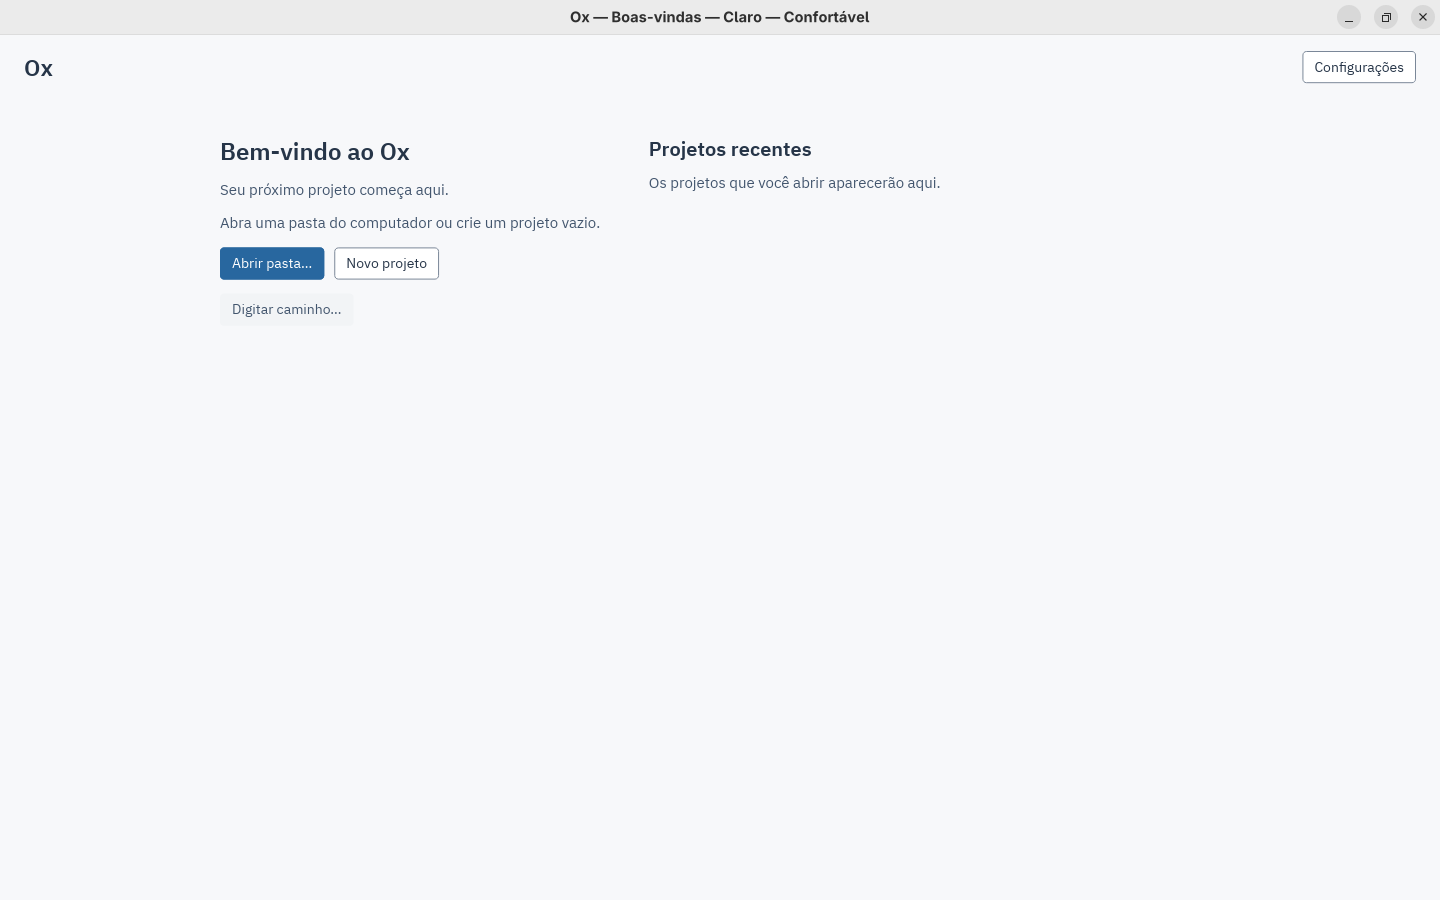 Ox — Boas-vindas — Claro — Confortável
Ox
Configurações
Bem-vindo ao Ox
Seu próximo projeto começa aqui.
Abra uma pasta do computador ou crie um projeto vazio.
Abrir pasta...
Novo projeto
Digitar caminho...
Projetos recentes
Os projetos que você abrir aparecerão aqui.